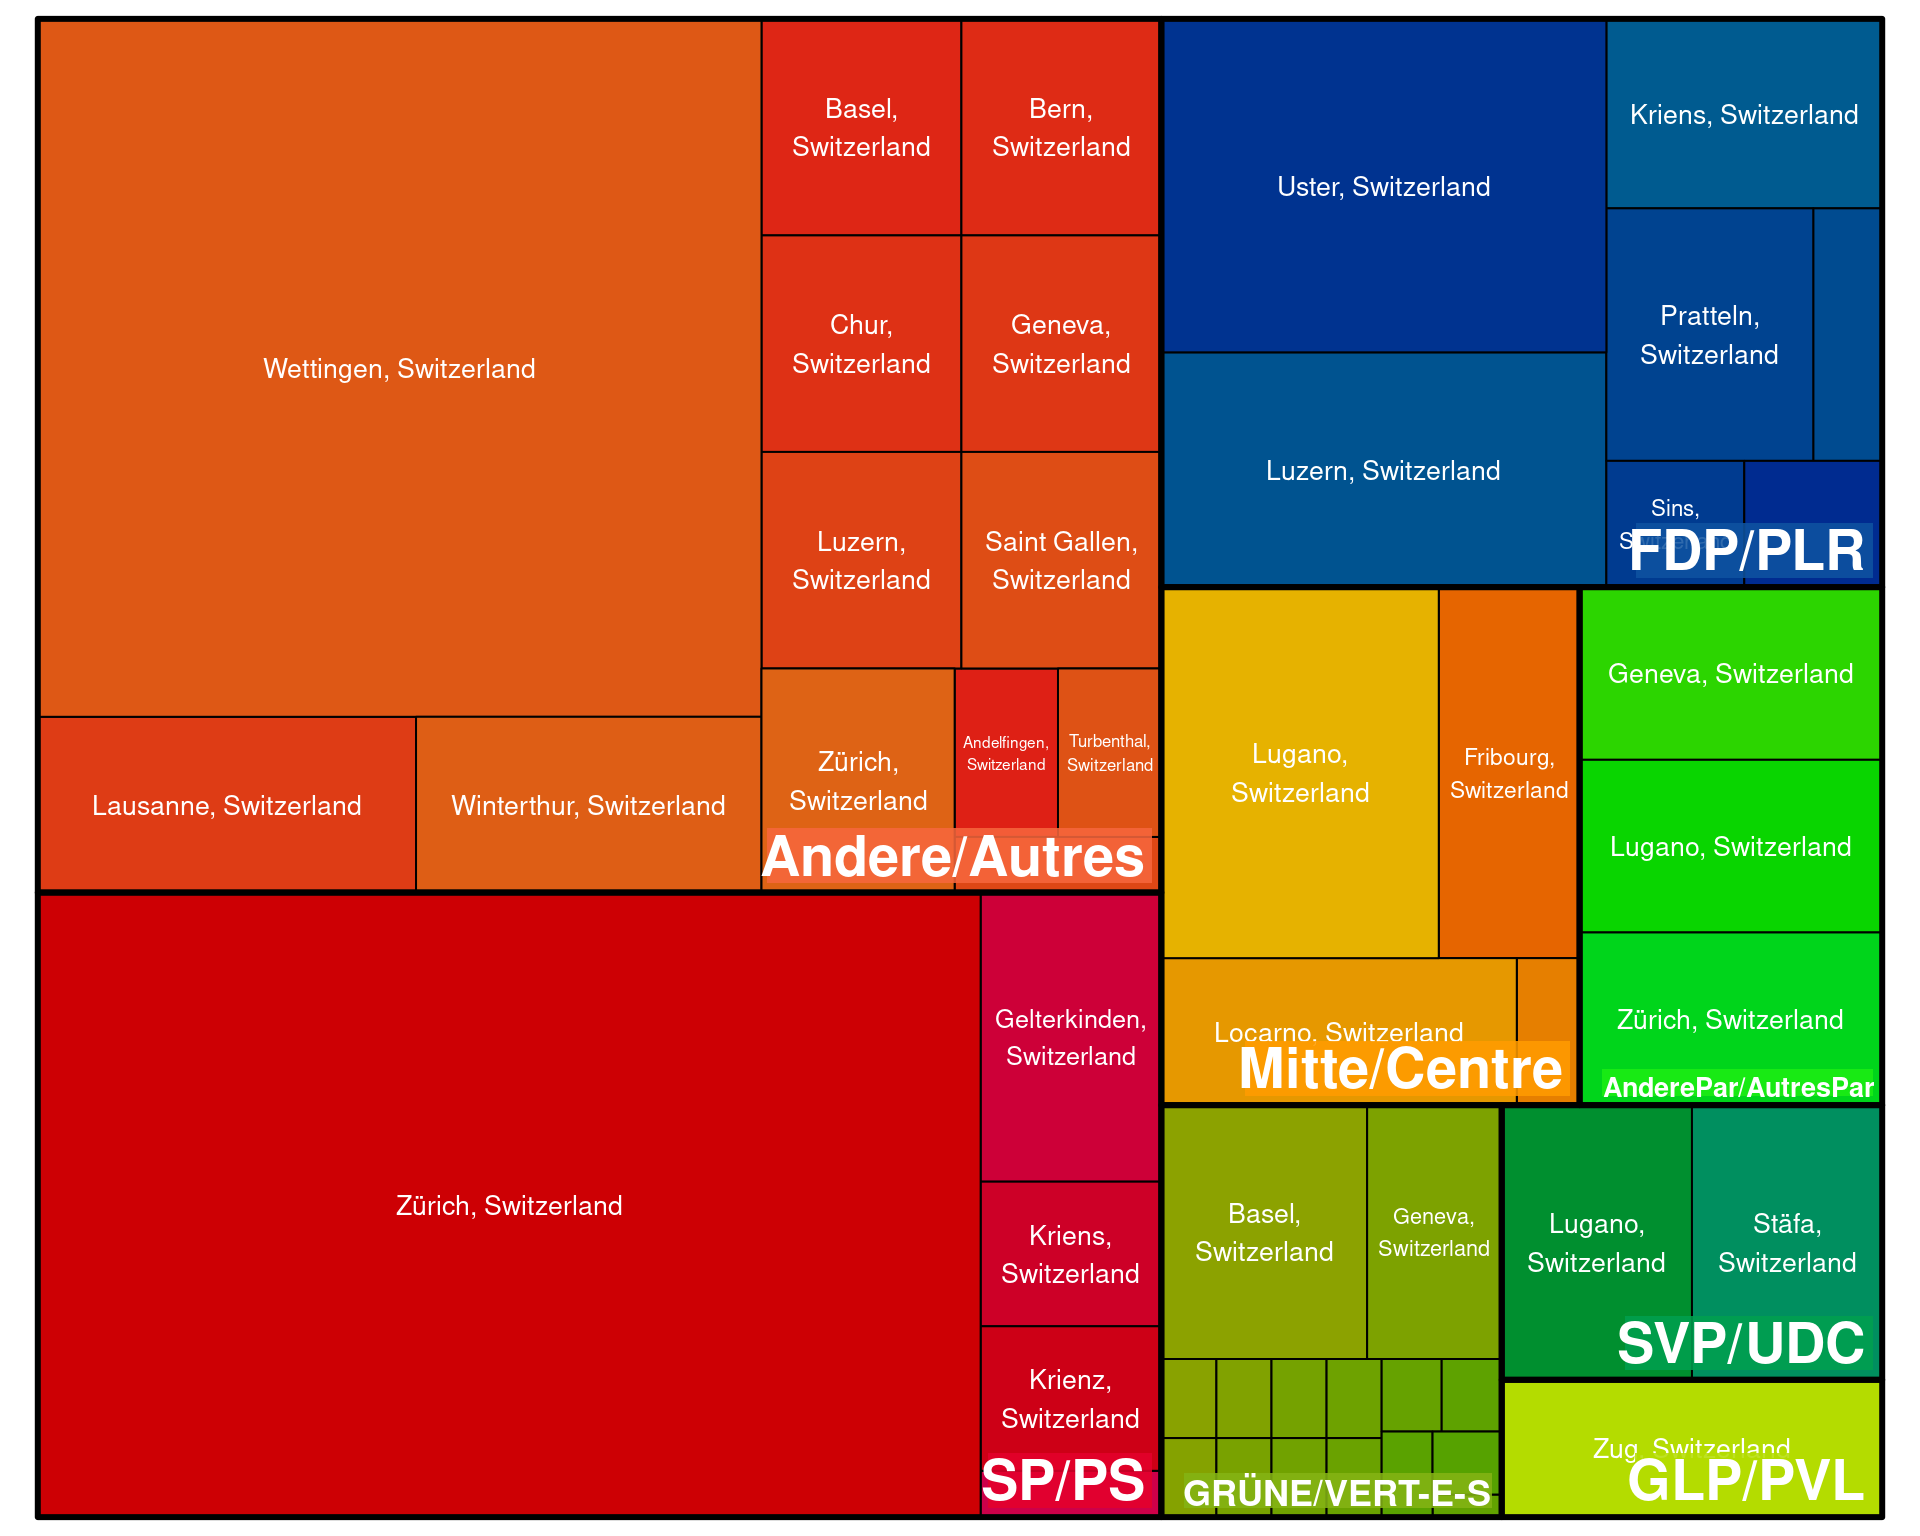 Wettingen, Switzerland
Basel,
Switzerland
Bern,
Switzerland
Chur,
Switzerland
Geneva,
Switzerland
Luzern,
Switzerland
Saint Gallen,
Switzerland
Lausanne, Switzerland
Winterthur, Switzerland
Zürich,
Switzerland
Andelfingen,
Switzerland
Turbenthal,
Switzerland
Andere/Autres
Zürich, Switzerland
Gelterkinden,
Switzerland
Kriens,
Switzerland
Krienz,
Switzerland
SP/PS
Uster, Switzerland
Kriens, Switzerland
Pratteln,
Switzerland
Luzern, Switzerland
Sins,
Switzerland
FDP/PLR
Lugano,
Switzerland
Fribourg,
Switzerland
Locarno, Switzerland
Mitte/Centre
Geneva, Switzerland
Lugano, Switzerland
Zürich, Switzerland
AnderePar/AutresPar
Basel,
Switzerland
Geneva,
Switzerland
GRÜNE/VERT-E-S
Lugano,
Switzerland
Stäfa,
Switzerland
SVP/UDC
Zug, Switzerland
GLP/PVL